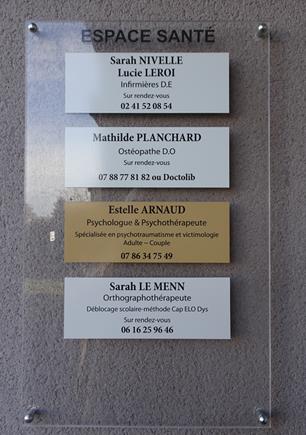 ESPACE SANTÉ
Sarah NIVELLE
Lucie LEROI
Infirmières D.E
Sur rendez-vous
02 41 52 08 54
Mathilde PLANCHARD
Ostéopathe D.O
Sur rendez-vous
07 88 77 81 82 ou Doctolib
Estelle ARNAUD
Psychologue & Psychothérapeute
Spécialisée en psychotraumatisme et victimologie
Adulte – Couple
07 86 34 75 49
Sarah LE MENN
Orthographothérapeute
Déblocage scolaire-méthode Cap ELO Dys
Sur rendez-vous
06 16 25 96 46